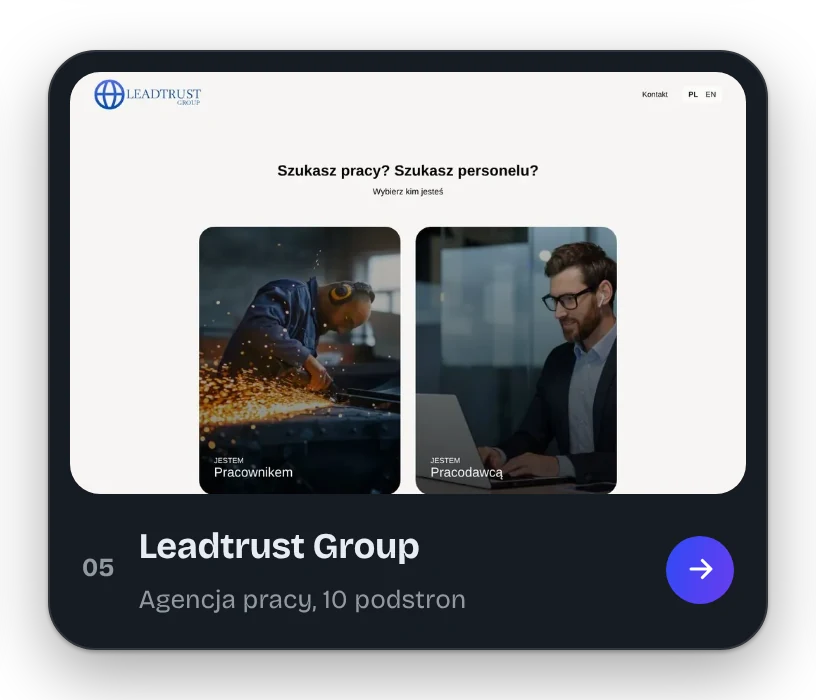 LEADTRUST
GROUP
Kontakt
PL EN
Szukasz pracy? Szukasz personelu?
Wybierz kim jesteś
JESTEM
Pracownikem
JESTEM
Pracodawcą
05
Leadtrust Group
Agencja pracy, 10 podstron